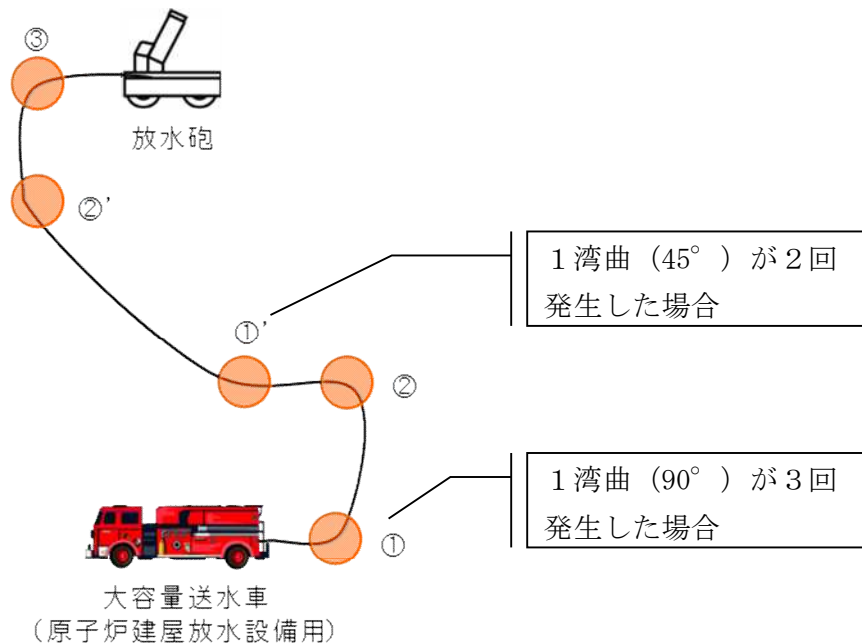 ③
放水砲
②’
１湾曲（45°）が２回
発生した場合
①’
②
１湾曲（90°）が３回
発生した場合
①
大容量送水車
（原子炉建屋放水設備用）